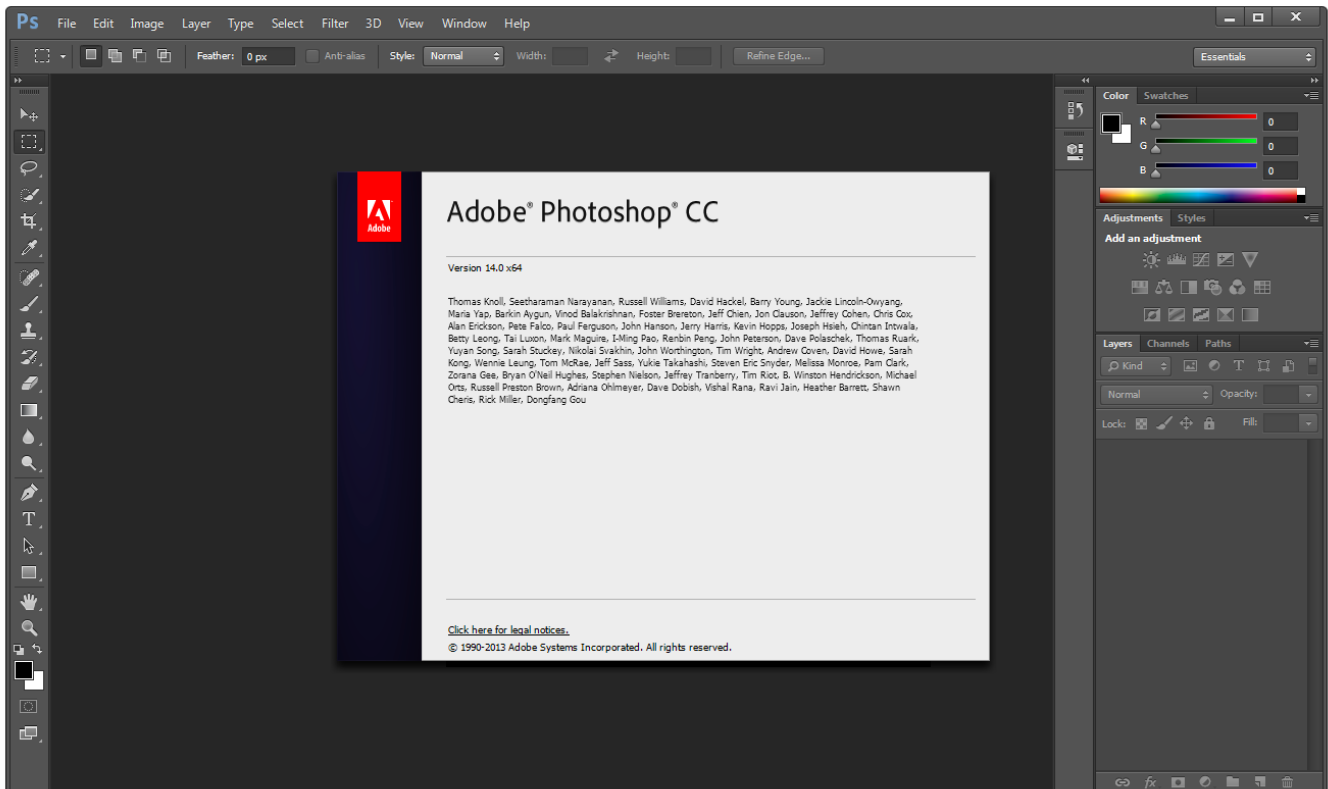 Ps File Edit Image Layer Type Select Filter 3D View Window Help
Feather: 0 px Anti-alias Style: Normal Width: Height: Refine Edge... Essentials
Color Swatches
R 0
G 0
B 0
Adjustments Styles
Add an adjustment
Layers Channels Paths
Kind T
Normal Opacity:
Lock: Fill:
fx
T
Adobe
Adobe® Photoshop® CC
Version 14.0 x64
Thomas Knoll, Seetharaman Narayanan, Russell Williams, David Hackel, Barry Young, Jackie Lincoln-Owyang,
Maria Yap, Barkin Aygun, Vinod Balakrishnan, Foster Brereton, Jeff Chien, Jon Clauson, Jeffrey Cohen, Chris Cox,
Alan Erickson, Pete Falco, Paul Ferguson, John Hanson, Jerry Harris, Kevin Hopps, Joseph Hsieh, Chintan Intwala,
Betty Leong, Tai Luxon, Mark Maguire, I-Ming Pao, Renbin Peng, John Peterson, Dave Polaschek, Thomas Ruark,
Yuyan Song, Sarah Stuckey, Nikolai Svakhin, John Worthington, Tim Wright, Andrew Coven, David Howe, Sarah
Kong, Wennie Leung, Tom McRae, Jeff Sass, Yukie Takahashi, Steven Eric Snyder, Melissa Monroe, Pam Clark,
Zorana Gee, Bryan O'Neil Hughes, Stephen Nielson, Jeffrey Tranberry, Tim Riot, B. Winston Hendrickson, Michael
Orts, Russell Preston Brown, Adriana Ohlmeyer, Dave Dobish, Vishal Rana, Ravi Jain, Heather Barrett, Shawn
Cheris, Rick Miller, Dongfang Gou
Click here for legal notices.
© 1990-2013 Adobe Systems Incorporated. All rights reserved.